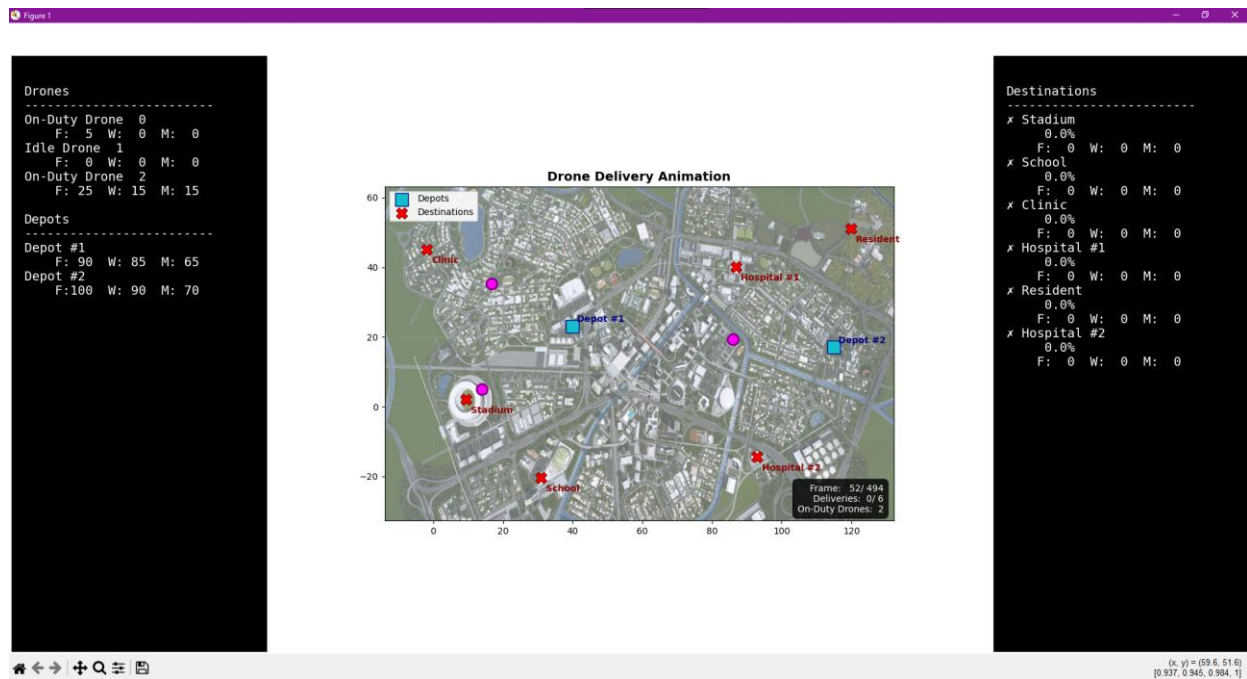 Figure 1
Drones
-------------------------
On-Duty Drone  0
F:  5  W:  0  M:  0
Idle Drone  1
F:  0  W:  0  M:  0
On-Duty Drone  2
F: 25  W: 15  M: 15
Depots
-------------------------
Depot #1
F: 90  W: 85  M: 65
Depot #2
F:100  W: 90  M: 70
Drone Delivery Animation
Depots
Destinations
60
40
20
0
−20
0
20
40
60
80
100
120
Clinic
Resident
Hospital #1
Depot #1
Depot #2
Stadium
School
Hospital #2
Frame:  52/ 494
Deliveries:  0/ 6
On-Duty Drones:  2
Destinations
-------------------------
✗ Stadium
0.0%
F:  0  W:  0  M:  0
✗ School
0.0%
F:  0  W:  0  M:  0
✗ Clinic
0.0%
F:  0  W:  0  M:  0
✗ Hospital #1
0.0%
F:  0  W:  0  M:  0
✗ Resident
0.0%
F:  0  W:  0  M:  0
✗ Hospital #2
0.0%
F:  0  W:  0  M:  0
(x, y) = (59.6, 51.6)
[0.937, 0.945, 0.984, 1]